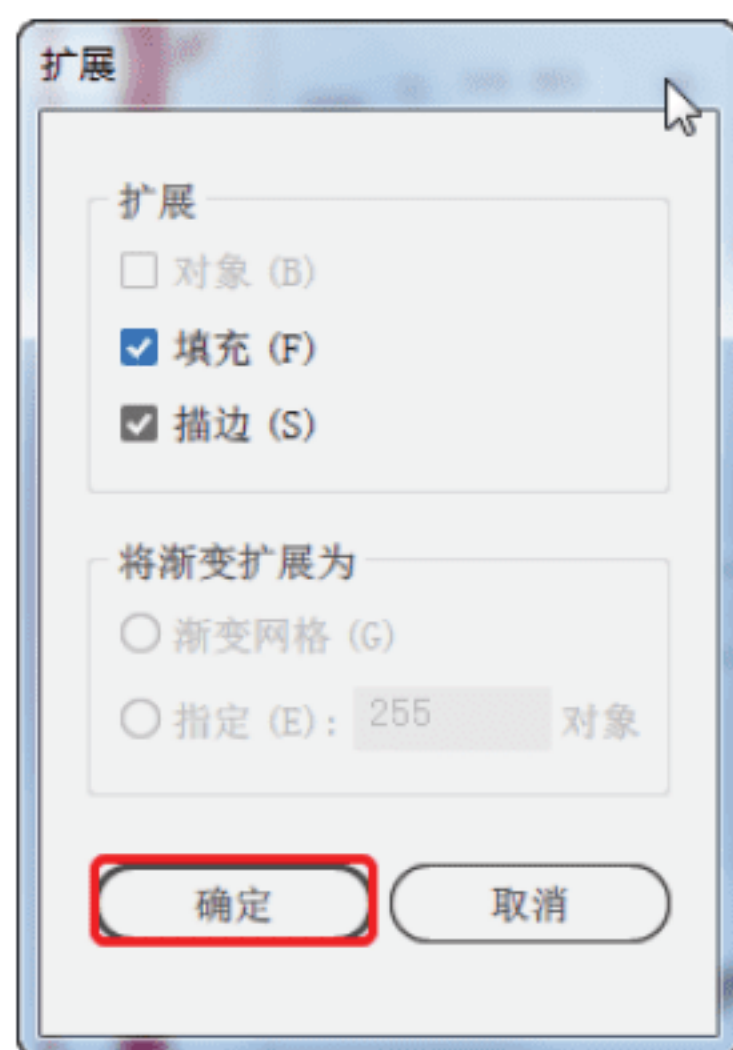 扩展
扩展
对象 (B)
填充 (F)
描边 (S)
将渐变扩展为
渐变网格 (G)
指定 (E): 255 对象
确定 取消